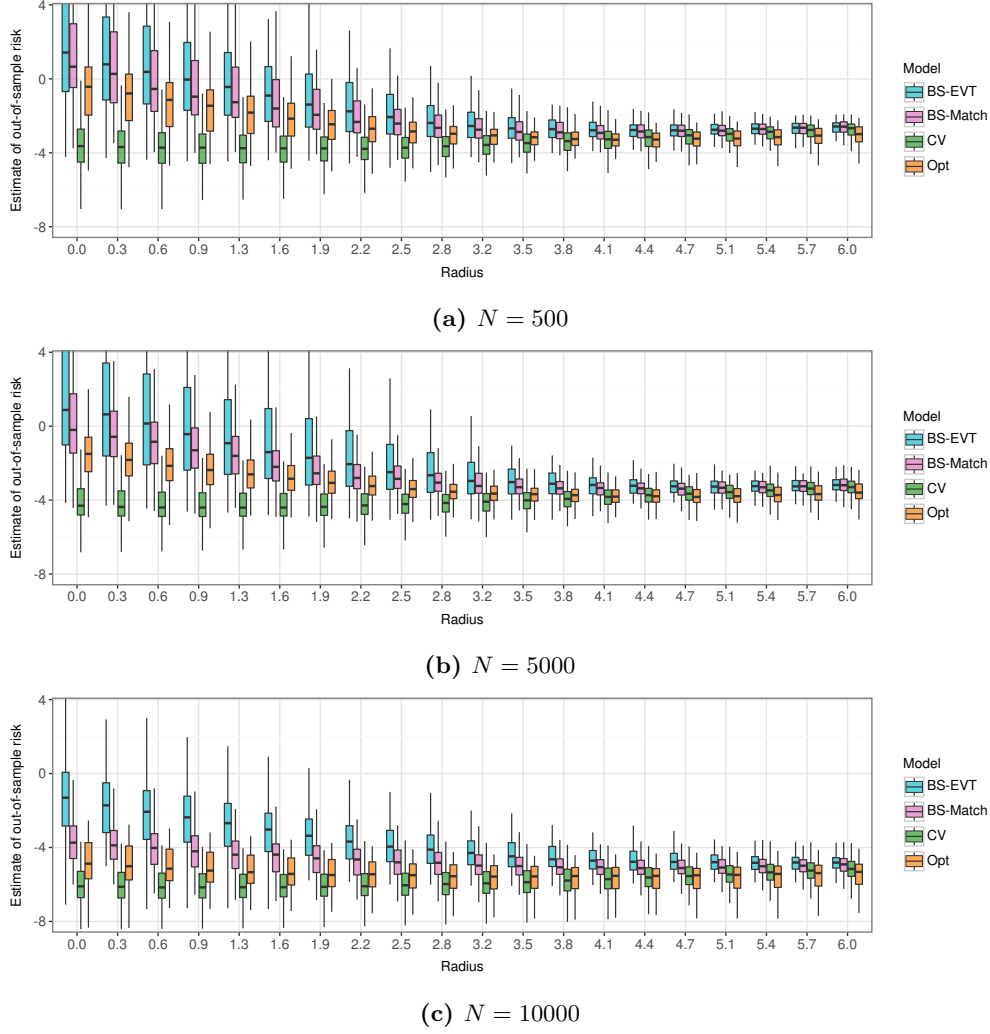 Estimate of out-of-sample risk
4
0
-4
-8
0.0 0.3 0.6 0.9 1.3 1.6 1.9 2.2 2.5 2.8 3.2 3.5 3.8 4.1 4.4 4.7 5.1 5.4 5.7 6.0
Radius
Model
BS-EVT
BS-Match
CV
Opt
(a) N = 500
Estimate of out-of-sample risk
4
0
-4
-8
0.0 0.3 0.6 0.9 1.3 1.6 1.9 2.2 2.5 2.8 3.2 3.5 3.8 4.1 4.4 4.7 5.1 5.4 5.7 6.0
Radius
Model
BS-EVT
BS-Match
CV
Opt
(b) N = 5000
Estimate of out-of-sample risk
4
0
-4
-8
0.0 0.3 0.6 0.9 1.3 1.6 1.9 2.2 2.5 2.8 3.2 3.5 3.8 4.1 4.4 4.7 5.1 5.4 5.7 6.0
Radius
Model
BS-EVT
BS-Match
CV
Opt
(c) N = 10000